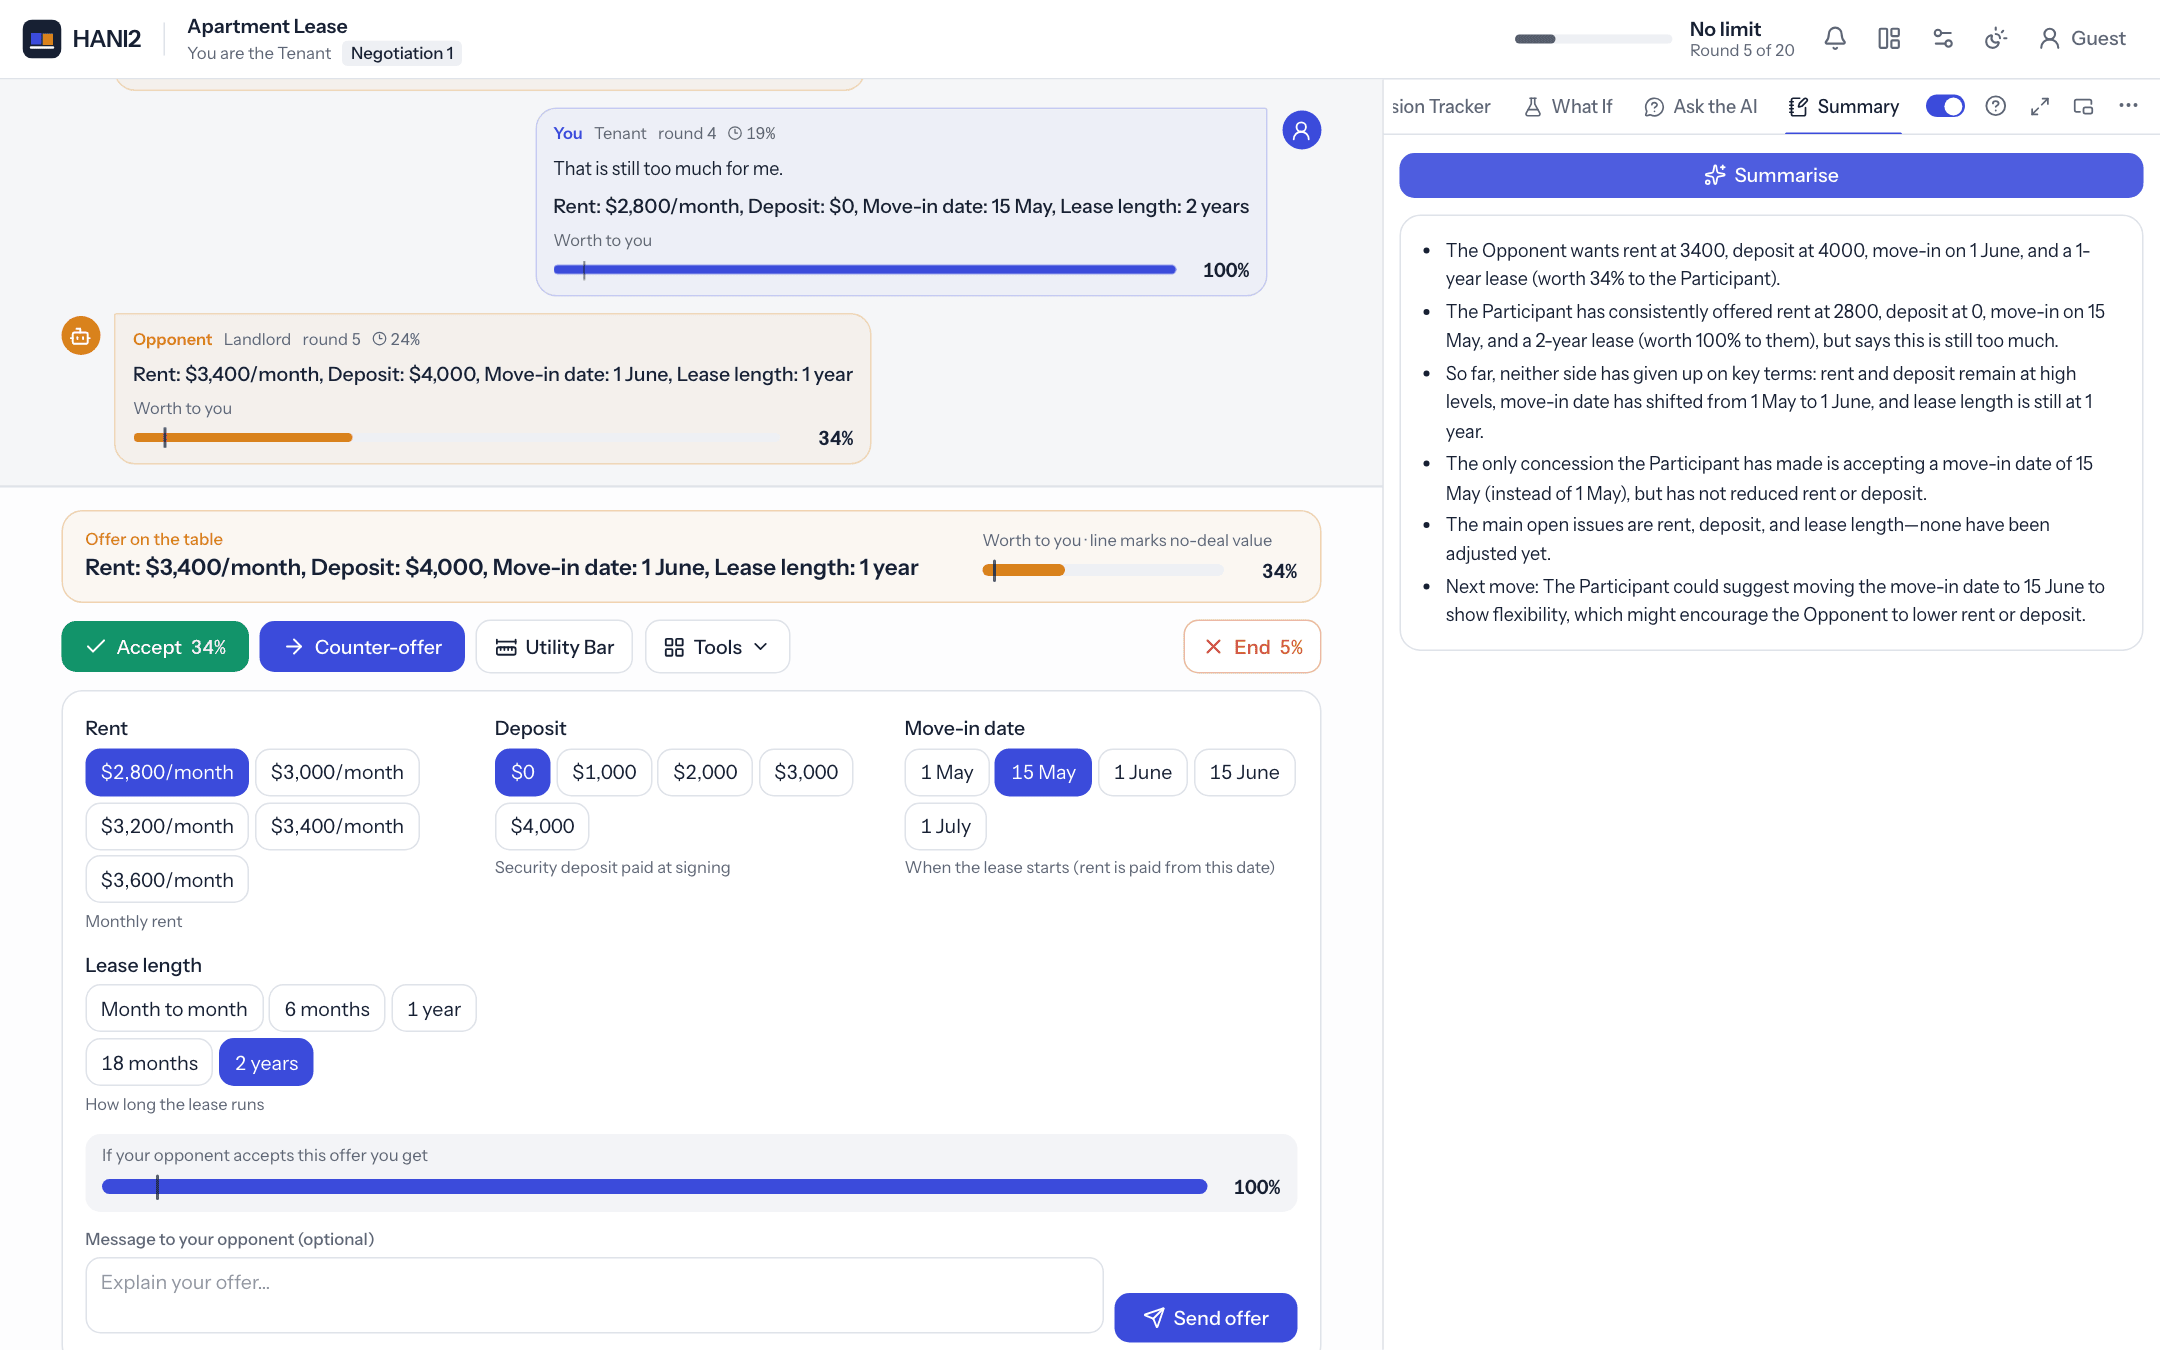 HANI2
Apartment Lease
You are the Tenant Negotiation 1
No limit
Round 5 of 20
Guest
You Tenant round 4 19%
That is still too much for me.
Rent: $2,800/month, Deposit: $0, Move-in date: 15 May, Lease length: 2 years
Worth to you
100%
Opponent Landlord round 5 24%
Rent: $3,400/month, Deposit: $4,000, Move-in date: 1 June, Lease length: 1 year
Worth to you
34%
Offer on the table
Rent: $3,400/month, Deposit: $4,000, Move-in date: 1 June, Lease length: 1 year
Worth to you · line marks no-deal value
34%
Accept 34%
Counter-offer
Utility Bar
Tools
End 5%
Rent
$2,800/month $3,000/month
$3,200/month $3,400/month
$3,600/month
Monthly rent
Deposit
$0 $1,000 $2,000 $3,000
$4,000
Security deposit paid at signing
Move-in date
1 May 15 May 1 June 15 June
1 July
When the lease starts (rent is paid from this date)
Lease length
Month to month 6 months 1 year
18 months 2 years
How long the lease runs
If your opponent accepts this offer you get
100%
Message to your opponent (optional)
Explain your offer...
Send offer
sion Tracker What If Ask the AI Summary
Summarise
• The Opponent wants rent at 3400, deposit at 4000, move-in on 1 June, and a 1-
year lease (worth 34% to the Participant).
• The Participant has consistently offered rent at 2800, deposit at 0, move-in on 15
May, and a 2-year lease (worth 100% to them), but says this is still too much.
• So far, neither side has given up on key terms: rent and deposit remain at high
levels, move-in date has shifted from 1 May to 1 June, and lease length is still at 1
year.
• The only concession the Participant has made is accepting a move-in date of 15
May (instead of 1 May), but has not reduced rent or deposit.
• The main open issues are rent, deposit, and lease length—none have been
adjusted yet.
• Next move: The Participant could suggest moving the move-in date to 15 June to
show flexibility, which might encourage the Opponent to lower rent or deposit.